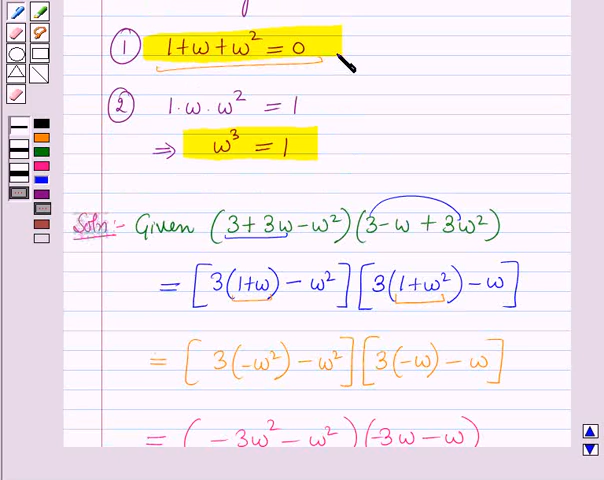 ① 1+ω+ω² = 0
② 1·ω·ω² = 1
⇒ ω³ = 1
Soln:- Given (3+3ω-ω²)(3-ω+3ω²)
= [3(1+ω)-ω²][3(1+ω²)-ω]
= [3(-ω²)-ω²][3(-ω)-ω]
= (-3ω²-ω²)(-3ω-ω)